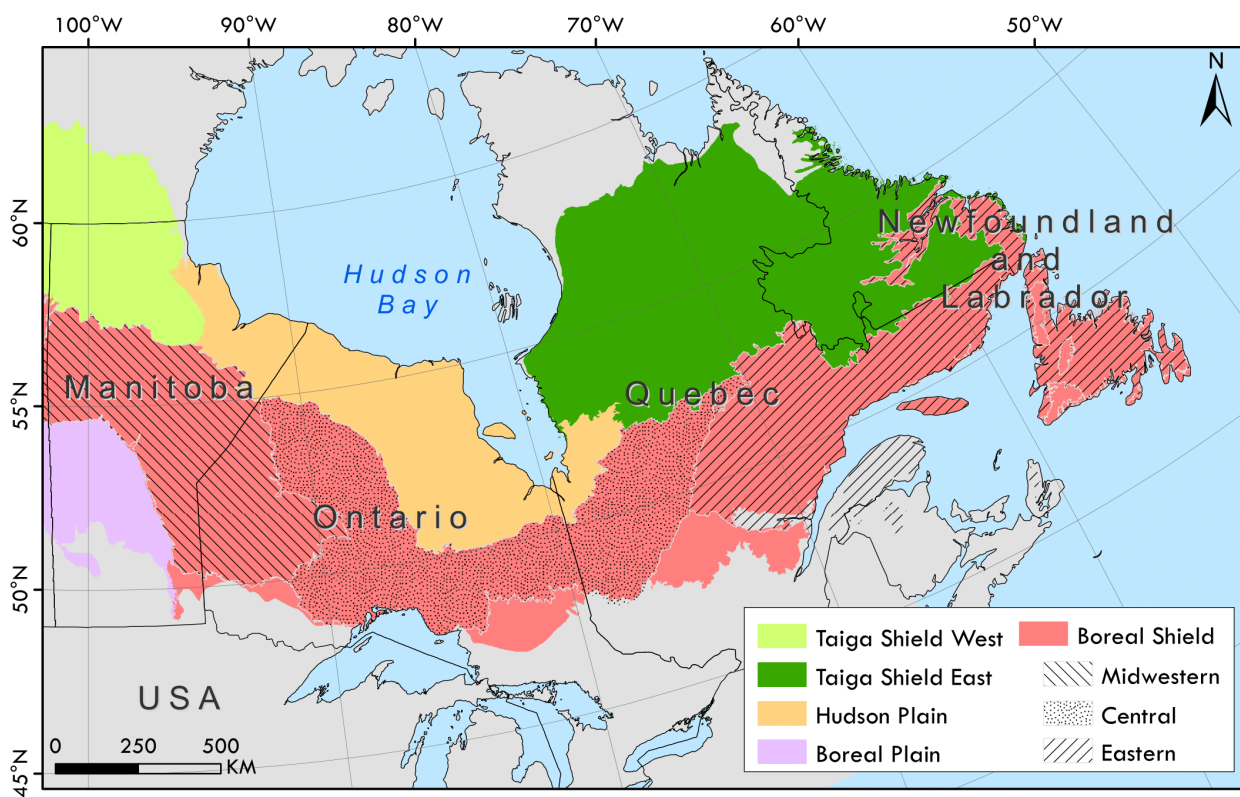 100°W
90°W
80°W
70°W
60°W
50°W
N
60°N
55°N
50°N
45°N
Hudson
Bay
Newfoundland
and
Labrador
Manitoba
Quebec
Ontario
USA
0 250 500
KM
Taiga Shield West
Taiga Shield East
Hudson Plain
Boreal Plain
Boreal Shield
Midwestern
Central
Eastern